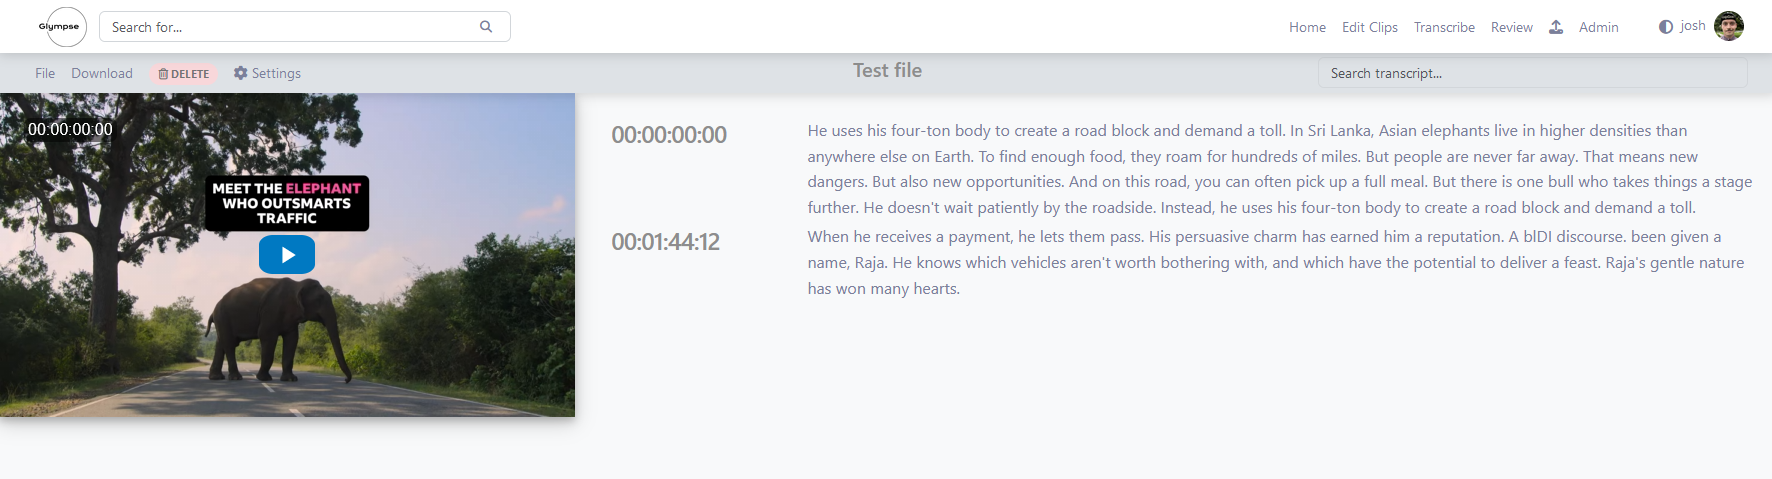 Glympse
Search for...
Home
Edit Clips
Transcribe
Review
Admin
josh
File
Download
DELETE
Settings
Test file
Search transcript...
00:00:00:00
MEET THE ELEPHANT
WHO OUTSMARTS
TRAFFIC
00:00:00:00
He uses his four-ton body to create a road block and demand a toll. In Sri Lanka, Asian elephants live in higher densities than
anywhere else on Earth. To find enough food, they roam for hundreds of miles. But people are never far away. That means new
dangers. But also new opportunities. And on this road, you can often pick up a full meal. But there is one bull who takes things a stage
further. He doesn't wait patiently by the roadside. Instead, he uses his four-ton body to create a road block and demand a toll.
00:01:44:12
When he receives a payment, he lets them pass. His persuasive charm has earned him a reputation. A blDI discourse. been given a
name, Raja. He knows which vehicles aren't worth bothering with, and which have the potential to deliver a feast. Raja's gentle nature
has won many hearts.